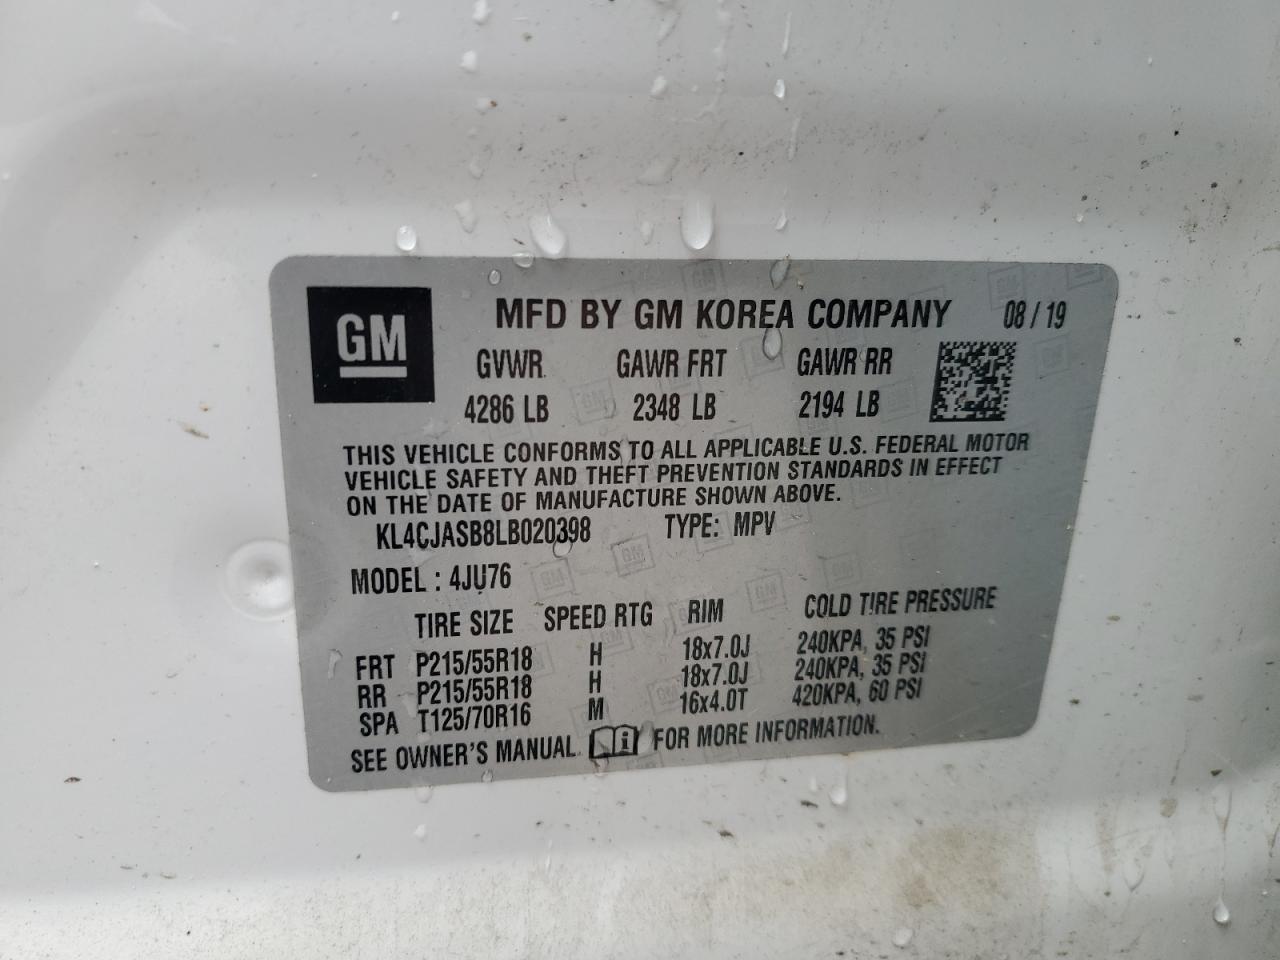 GM
MFD BY GM KOREA COMPANY 08 / 19
GVWR GAWR FRT GAWR RR
4286 LB 2348 LB 2194 LB
THIS VEHICLE CONFORMS TO ALL APPLICABLE U.S. FEDERAL MOTOR
VEHICLE SAFETY AND THEFT PREVENTION STANDARDS IN EFFECT
ON THE DATE OF MANUFACTURE SHOWN ABOVE.
KL4CJASB8LB020398 TYPE: MPV
MODEL : 4JU76
TIRE SIZE SPEED RTG RIM COLD TIRE PRESSURE
FRT P215/55R18 H 18x7.0J 240KPA, 35 PSI
RR P215/55R18 H 18x7.0J 240KPA, 35 PSI
SPA T125/70R16 M 16x4.0T 420KPA, 60 PSI
SEE OWNER'S MANUAL i FOR MORE INFORMATION.